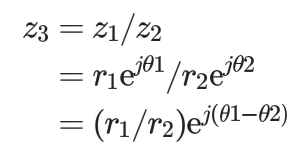 z₃ = z₁/z₂
= r₁e^{jθ1}/r₂e^{jθ2}
= (r₁/r₂)e^{j(θ1−θ2)}